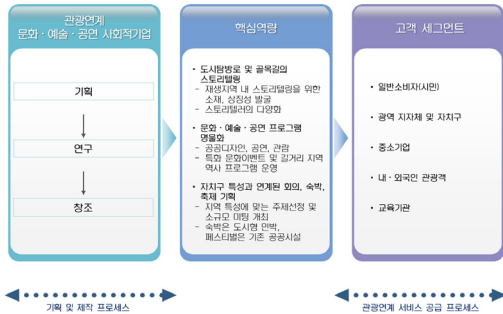 관광연계
문화 · 예술 · 공연 사회적기업
기획
연구
창조
핵심역량
• 도시탐방로 및 골목길의
스토리텔링
- 재생지역 내 스토리텔링을 위한
소재, 상징성 발굴
- 스토리텔러의 다양화
• 문화 · 예술 · 공연 프로그램
명물화
- 공공디자인, 공연, 관람
- 특화 문화이벤트 및 길거리 지역
역사 프로그램 운영
• 자치구 특성과 연계된 회의, 숙박,
축제 기획
- 지역 특성에 맞는 주제선정 및
소규모 미팅 개최
- 숙박은 도시형 민박,
페스티벌은 기존 공공시설
고객 세그먼트
• 일반소비자(시민)
• 광역 지자체 및 자치구
• 중소기업
• 내 · 외국인 관광객
• 교육기관
기획 및 제작 프로세스
관광연계 서비스 공급 프로세스